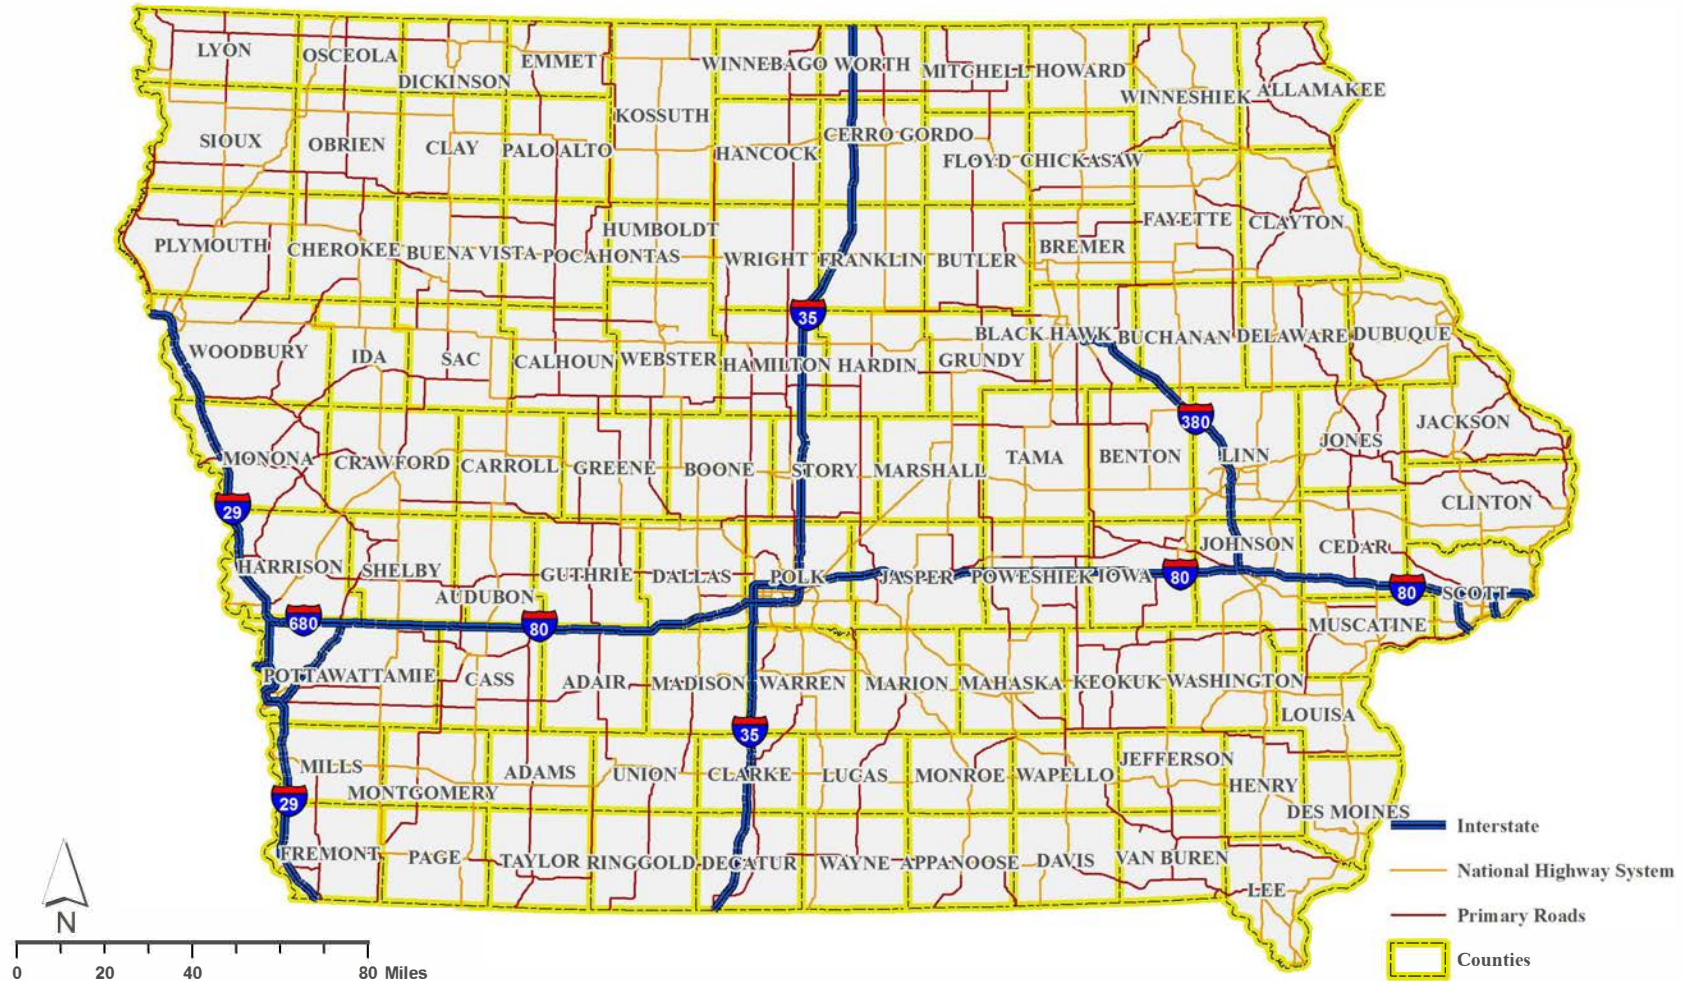 LYON
OSCEOLA
DICKINSON
EMMET
WINNEBAGO
WORTH
MITCHELL
HOWARD
WINNESHIEK
ALLAMAKEE
KOSSUTH
SIOUX
OBRIEN
CLAY
PALO ALTO
HANCOCK
CERRO GORDO
FLOYD
CHICKASAW
PLYMOUTH
CHEROKEE
BUENA VISTA
POCAHONTAS
HUMBOLDT
WRIGHT
FRANKLIN
BUTLER
BREMER
FAYETTE
CLAYTON
35
WOODBURY
IDA
SAC
CALHOUN
WEBSTER
HAMILTON
HARDIN
GRUNDY
BLACK HAWK
BUCHANAN
DELAWARE
DUBUQUE
380
MONONA
CRAWFORD
CARROLL
GREENE
BOONE
STORY
MARSHALL
TAMA
BENTON
LINN
JONES
JACKSON
CLINTON
29
HARRISON
SHELBY
AUDUBON
GUTHRIE
DALLAS
POLK
JASPER
POWESHIEK
IOWA
80
JOHNSON
CEDAR
80
SCOTT
MUSCATINE
680
80
POTTAWATTAMIE
CASS
ADAIR
MADISON
WARREN
MARION
MAHASKA
KEOKUK
WASHINGTON
LOUISA
35
MILLS
MONTGOMERY
ADAMS
UNION
CLARKE
LUCAS
MONROE
WAPELLO
JEFFERSON
HENRY
DES MOINES
29
FREMONT
PAGE
TAYLOR
RINGGOLD
DECATUR
WAYNE
APPANOOSE
DAVIS
VAN BUREN
LEE
Interstate
National Highway System
Primary Roads
Counties
N
0 20 40 80 Miles